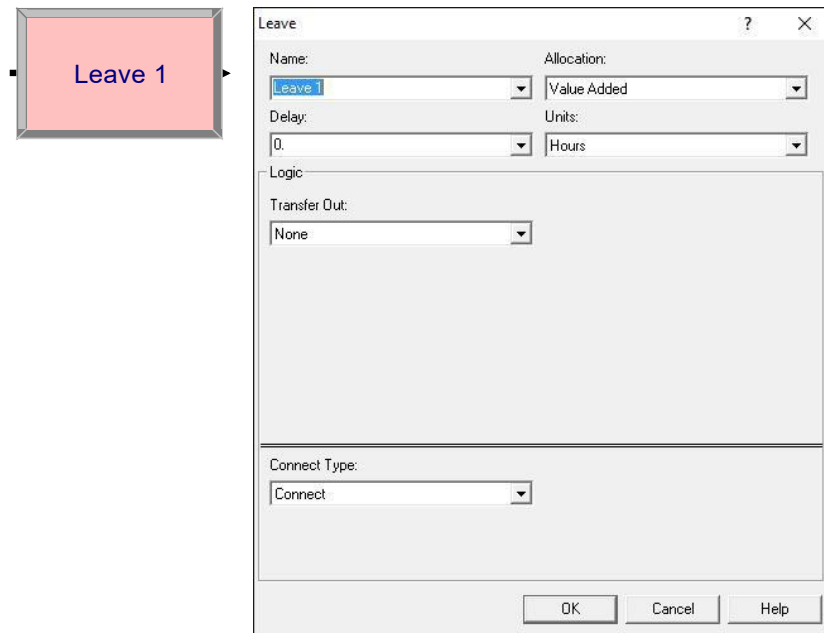 Leave 1
Leave ? ×
Name: Allocation:
Leave 1 Value Added
Delay: Units:
0. Hours
Logic
Transfer Out:
None
Connect Type:
Connect
OK Cancel Help